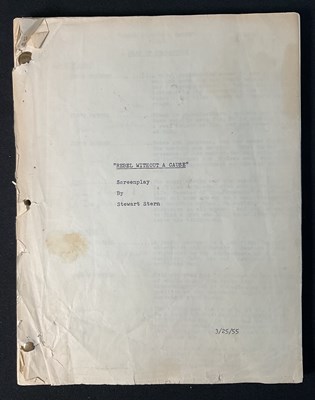 "REBEL WITHOUT A CAUSE"
Screenplay
By
Stewart Stern
3/25/55